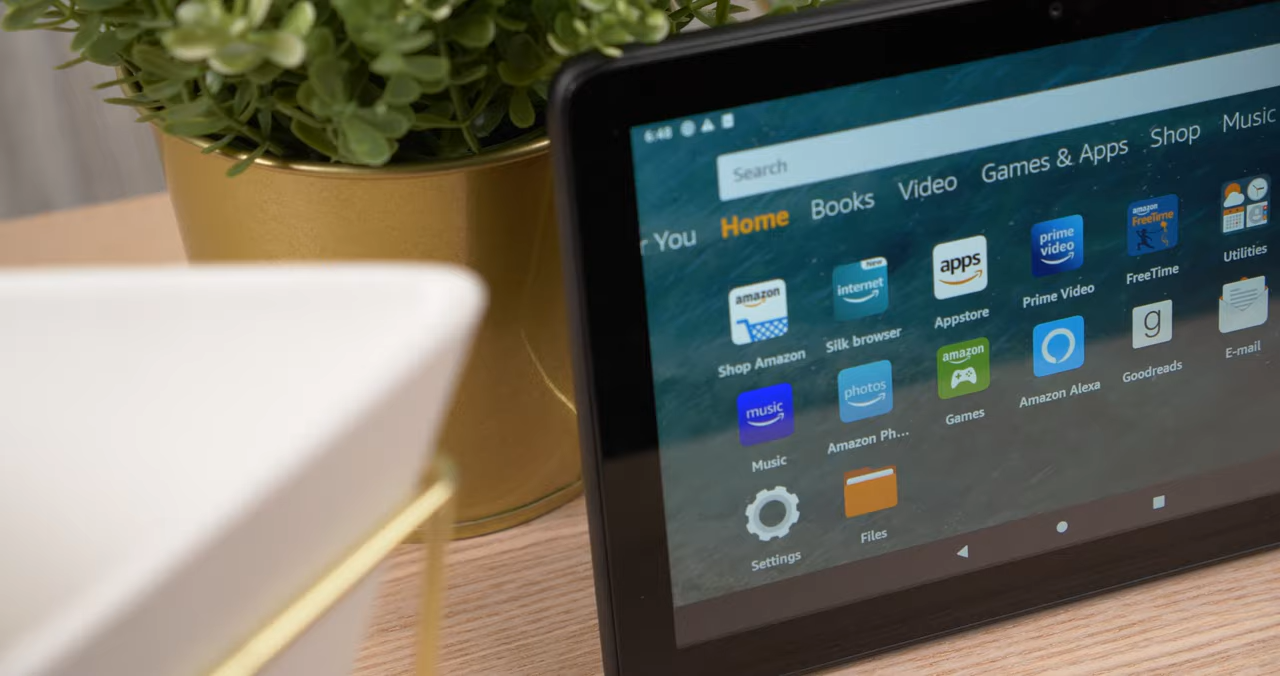 6:48
Search
r You Home Books Video Games & Apps Shop Music
amazon
Shop Amazon
New
internet
Silk browser
apps
Appstore
prime video
Prime Video
amazon FreeTime
FreeTime
Utilities
music
Music
photos
Amazon Ph...
amazon
Games
Amazon Alexa
g
Goodreads
E-mail
Settings
Files